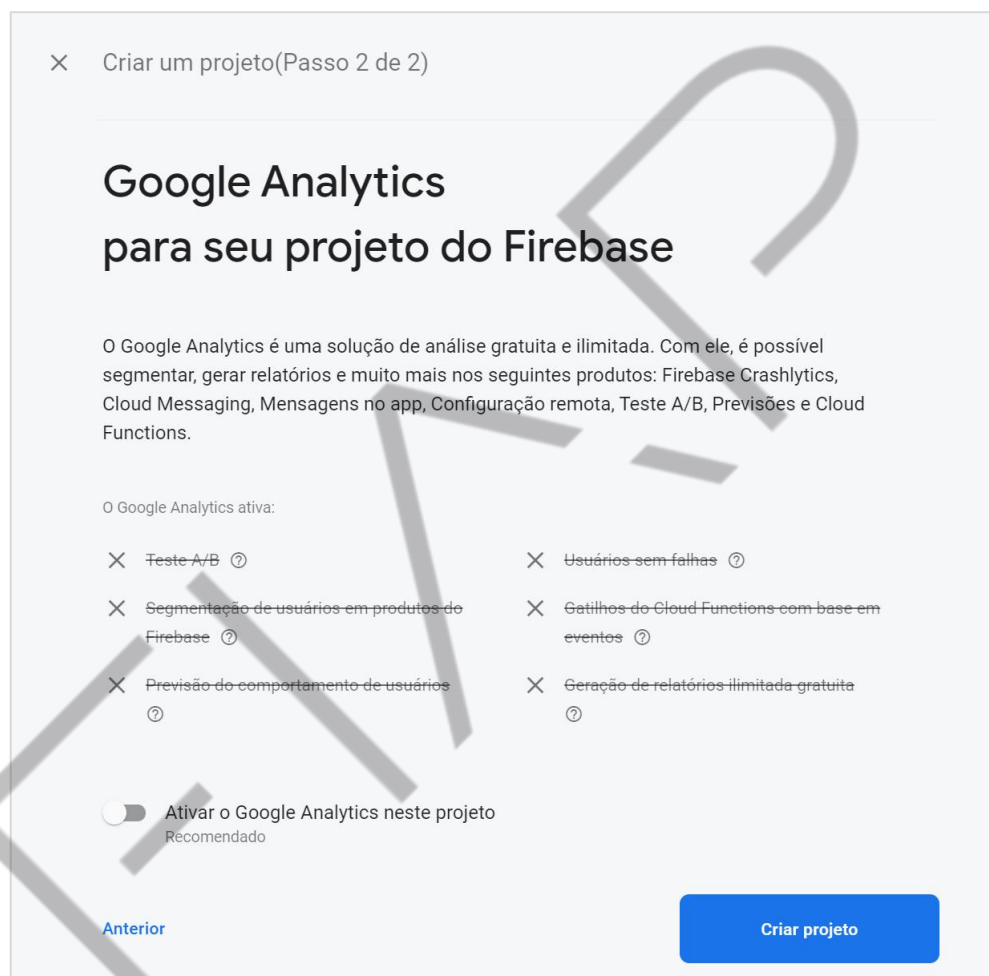 Criar um projeto(Passo 2 de 2)
Google Analytics
para seu projeto do Firebase
O Google Analytics é uma solução de análise gratuita e ilimitada. Com ele, é possível
segmentar, gerar relatórios e muito mais nos seguintes produtos: Firebase Crashlytics,
Cloud Messaging, Mensagens no app, Configuração remota, Teste A/B, Previsões e Cloud
Functions.
O Google Analytics ativa:
Teste A/B
Usuários sem falhas
Segmentação de usuários em produtos do
Firebase
Gatilhos do Cloud Functions com base em
eventos
Previsão do comportamento de usuários
Geração de relatórios ilimitada gratuita
Ativar o Google Analytics neste projeto
Recomendado
Anterior
Criar projeto
FIAP